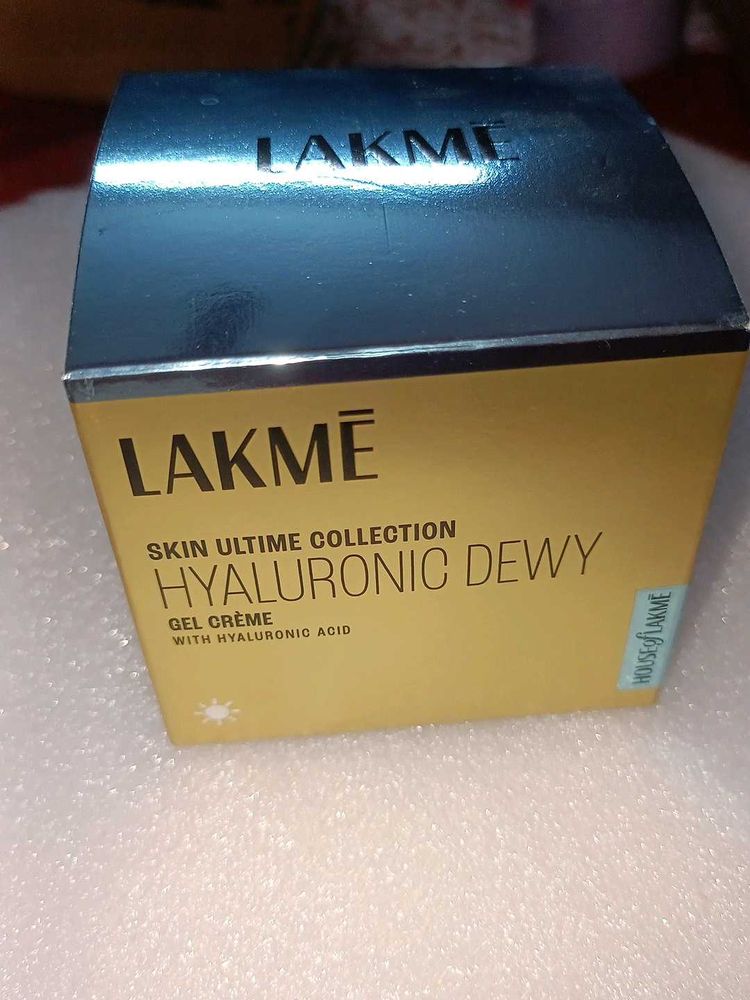 LAKMĒ
LAKMĒ
SKIN ULTIME COLLECTION
HYALURONIC DEWY
GEL CRÈME
WITH HYALURONIC ACID
HOUSE of LAKMĒ